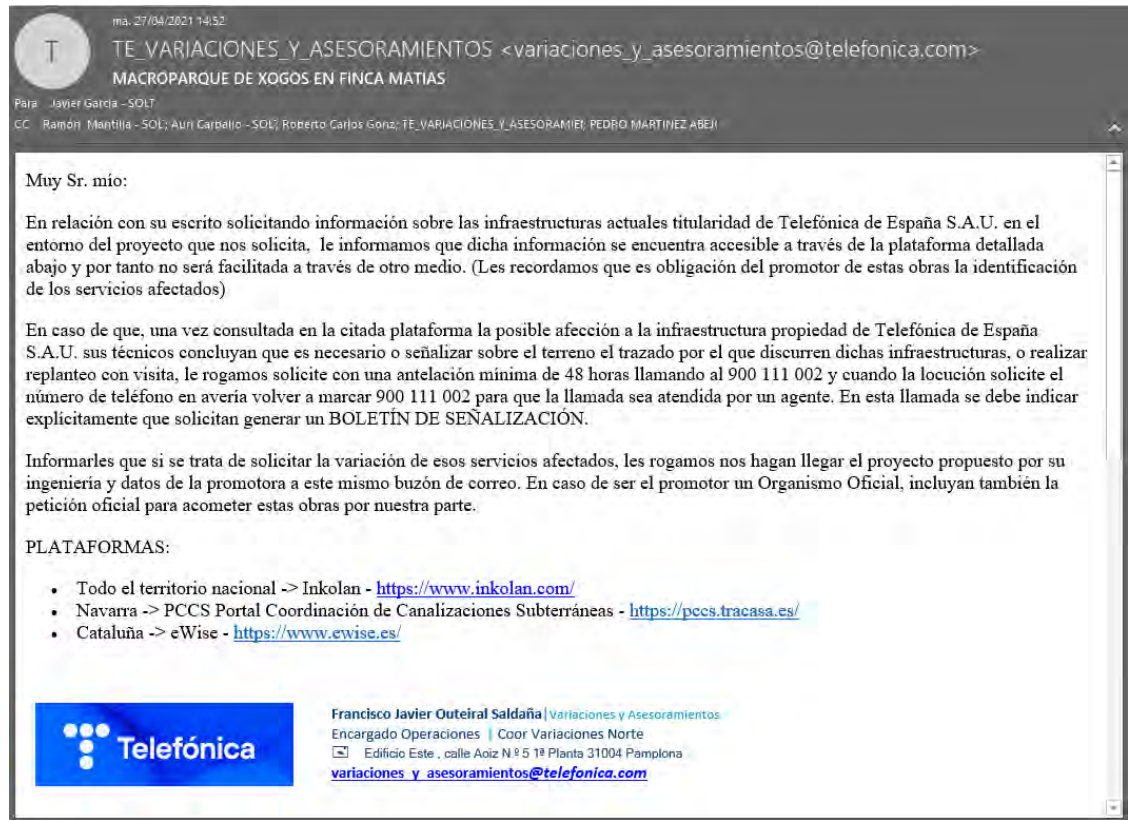 T
ma. 27/04/2021 14:52
TE_VARIACIONES_Y_ASESORAMIENTOS <variaciones_y_asesoramientos@telefonica.com>
MACROPARQUE DE XOGOS EN FINCA MATIAS
Para Javier García - SOLT
CC Ramón Mantilla - SOL; Auri Carballo - SOL; Roberto Carlos Gonz; TE_VARIACIONES_Y_ASESORAMIE; PEDRO MARTINEZ ABEJ
Muy Sr. mío:
En relación con su escrito solicitando información sobre las infraestructuras actuales titularidad de Telefónica de España S.A.U. en el
entorno del proyecto que nos solicita, le informamos que dicha información se encuentra accesible a través de la plataforma detallada
abajo y por tanto no será facilitada a través de otro medio. (Les recordamos que es obligación del promotor de estas obras la identificación
de los servicios afectados)
En caso de que, una vez consultada en la citada plataforma la posible afección a la infraestructura propiedad de Telefónica de España
S.A.U. sus técnicos concluyan que es necesario o señalizar sobre el terreno el trazado por el que discurren dichas infraestructuras, o realizar
replanteo con visita, le rogamos solicite con una antelación mínima de 48 horas llamando al 900 111 002 y cuando la locución solicite el
número de teléfono en avería volver a marcar 900 111 002 para que la llamada sea atendida por un agente. En esta llamada se debe indicar
explícitamente que solicitan generar un BOLETÍN DE SEÑALIZACIÓN.
Informarles que si se trata de solicitar la variación de esos servicios afectados, les rogamos nos hagan llegar el proyecto propuesto por su
ingeniería y datos de la promotora a este mismo buzón de correo. En caso de ser el promotor un Organismo Oficial, incluyan también la
petición oficial para acometer estas obras por nuestra parte.
PLATAFORMAS:
• Todo el territorio nacional -> Inkolan - https://www.inkolan.com/
• Navarra -> PCCS Portal Coordinación de Canalizaciones Subterráneas - https://pccs.tracasa.es/
• Cataluña -> eWise - https://www.ewise.es/
Telefónica
Francisco Javier Outeiral Saldaña | Variaciones y Asesoramientos
Encargado Operaciones | Coor Variaciones Norte
Edificio Este , calle Aoiz N.º 5 1ª Planta 31004 Pamplona
variaciones_y_asesoramientos@telefonica.com